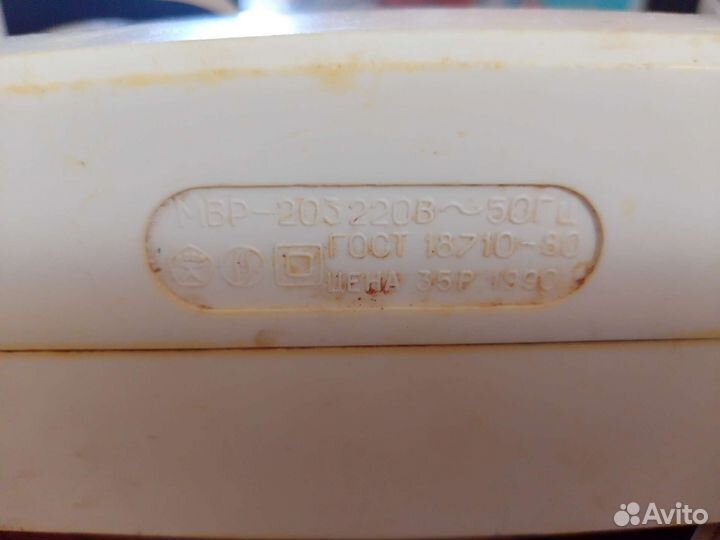 МВР-203 220В~50ГЦ
ГОСТ 18710-80
ЦЕНА 35Р 1990
Avito